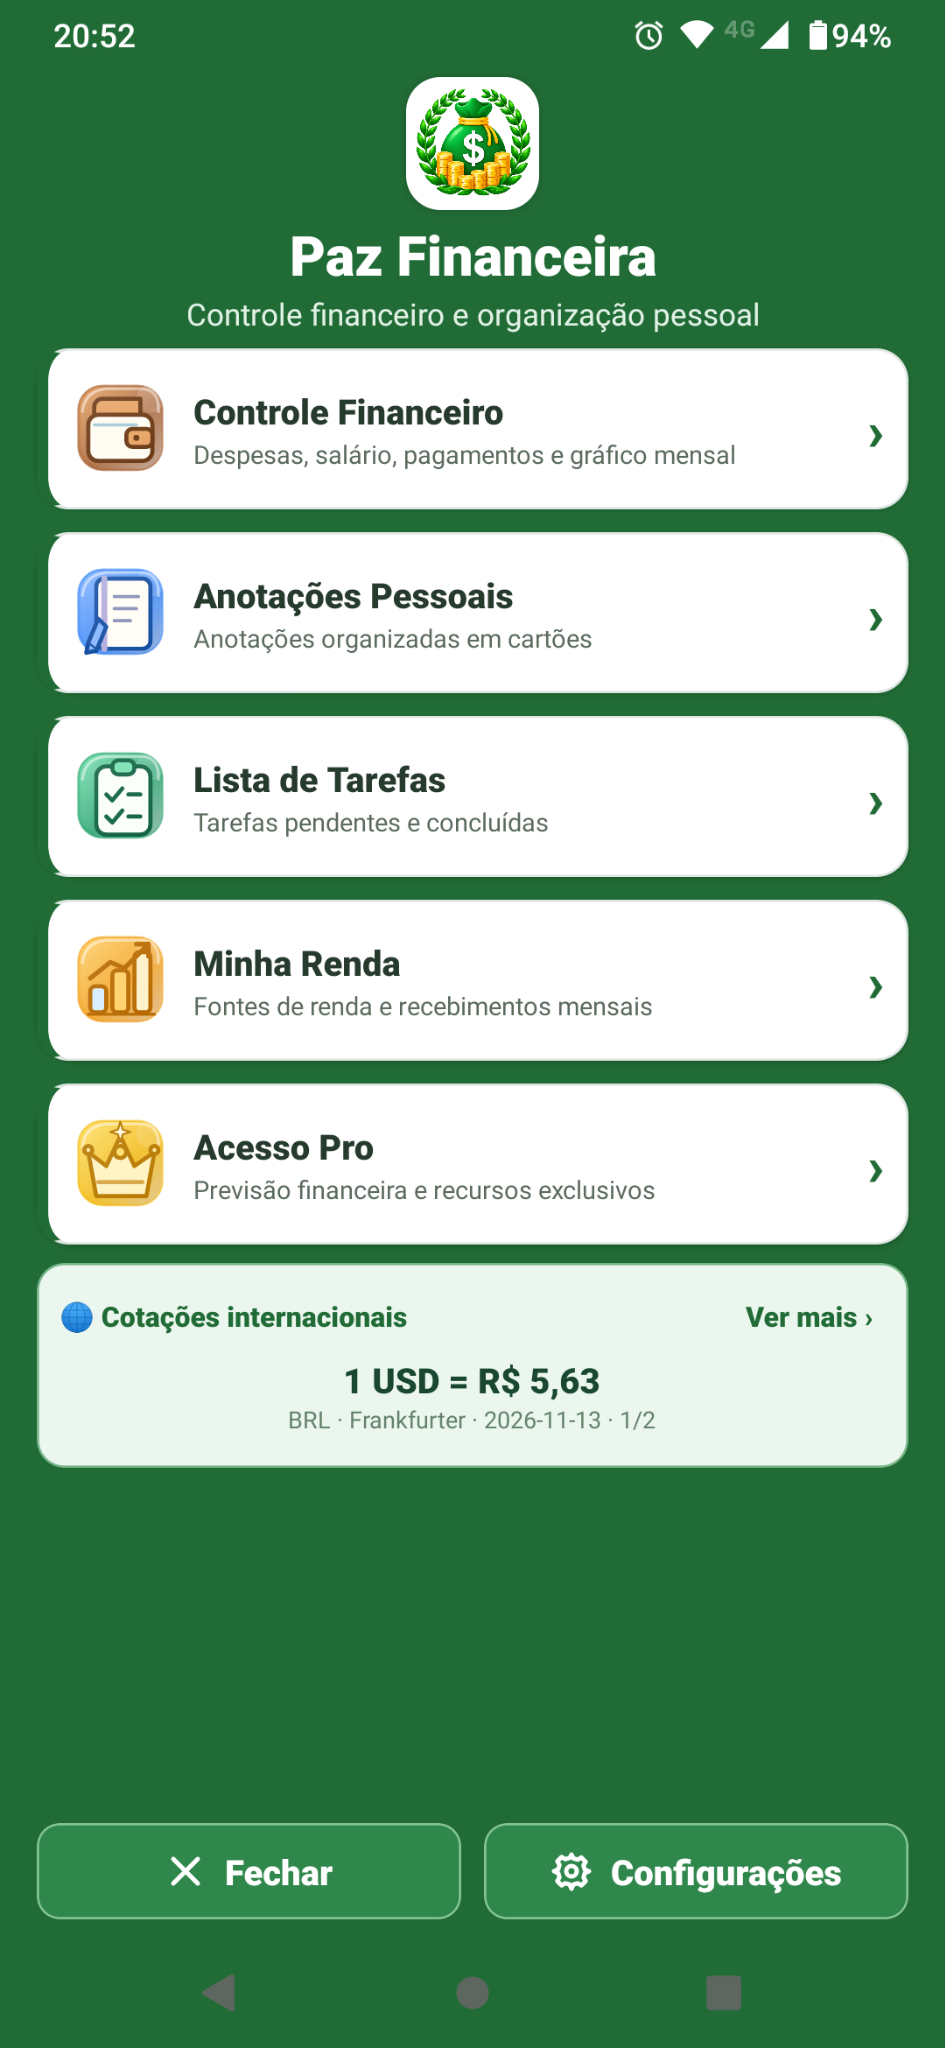 20:52
4G
94%
$
Paz Financeira
Controle financeiro e organização pessoal
Controle Financeiro
Despesas, salário, pagamentos e gráfico mensal
›
Anotações Pessoais
Anotações organizadas em cartões
›
Lista de Tarefas
Tarefas pendentes e concluídas
›
Minha Renda
Fontes de renda e recebimentos mensais
›
Acesso Pro
Previsão financeira e recursos exclusivos
›
Cotações internacionais
Ver mais ›
1 USD = R$ 5,63
BRL · Frankfurter · 2026-11-13 · 1/2
Fechar
Configurações